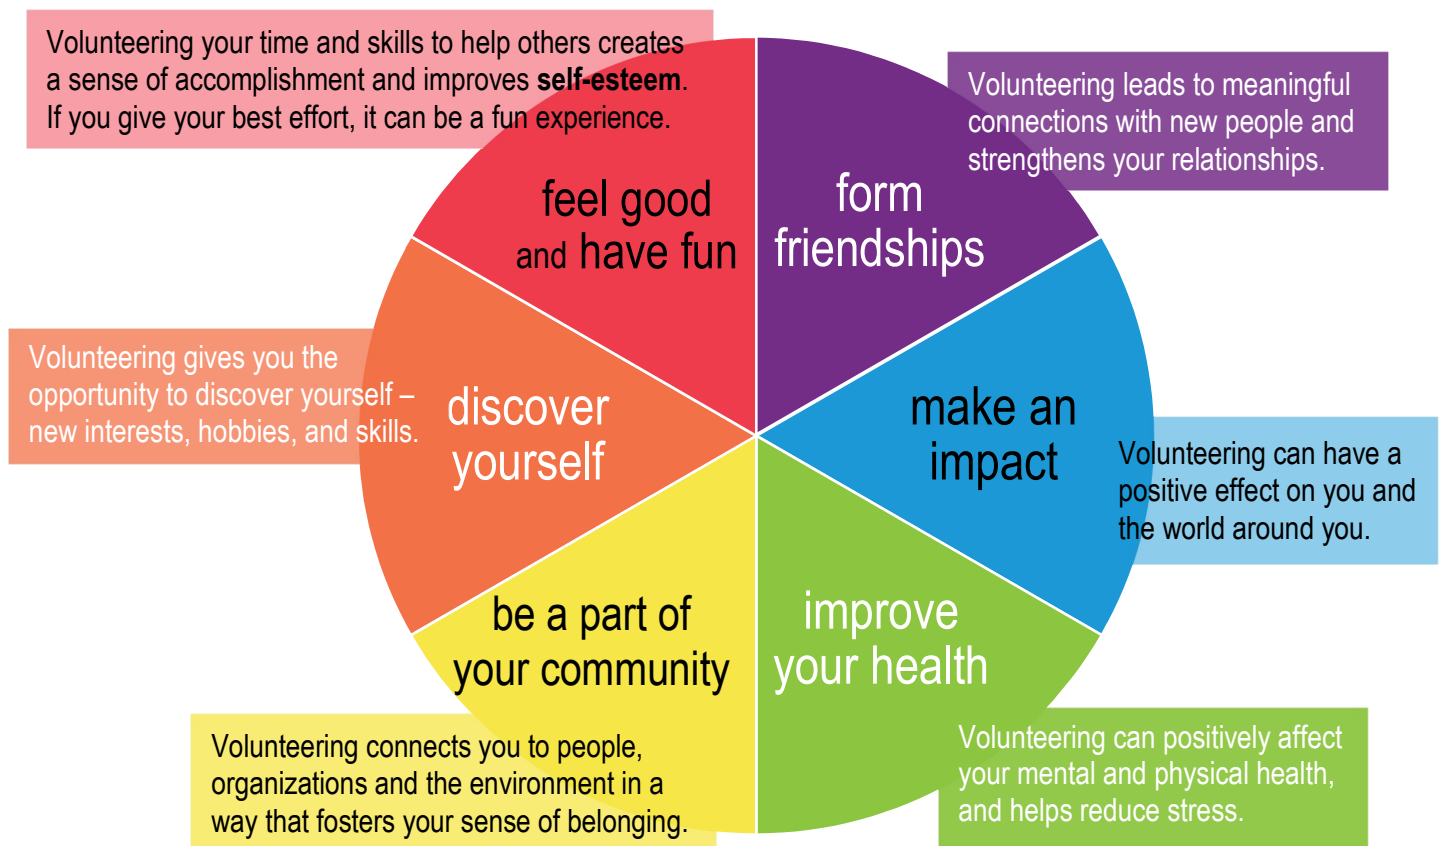 Volunteering your time and skills to help others creates
a sense of accomplishment and improves self-esteem.
If you give your best effort, it can be a fun experience.
feel good
and have fun
Volunteering leads to meaningful
connections with new people and
strengthens your relationships.
form
friendships
make an
impact
Volunteering can have a
positive effect on you and
the world around you.
improve
your health
Volunteering can positively affect
your mental and physical health,
and helps reduce stress.
be a part of
your community
Volunteering connects you to people,
organizations and the environment in a
way that fosters your sense of belonging.
discover
yourself
Volunteering gives you the
opportunity to discover yourself –
new interests, hobbies, and skills.